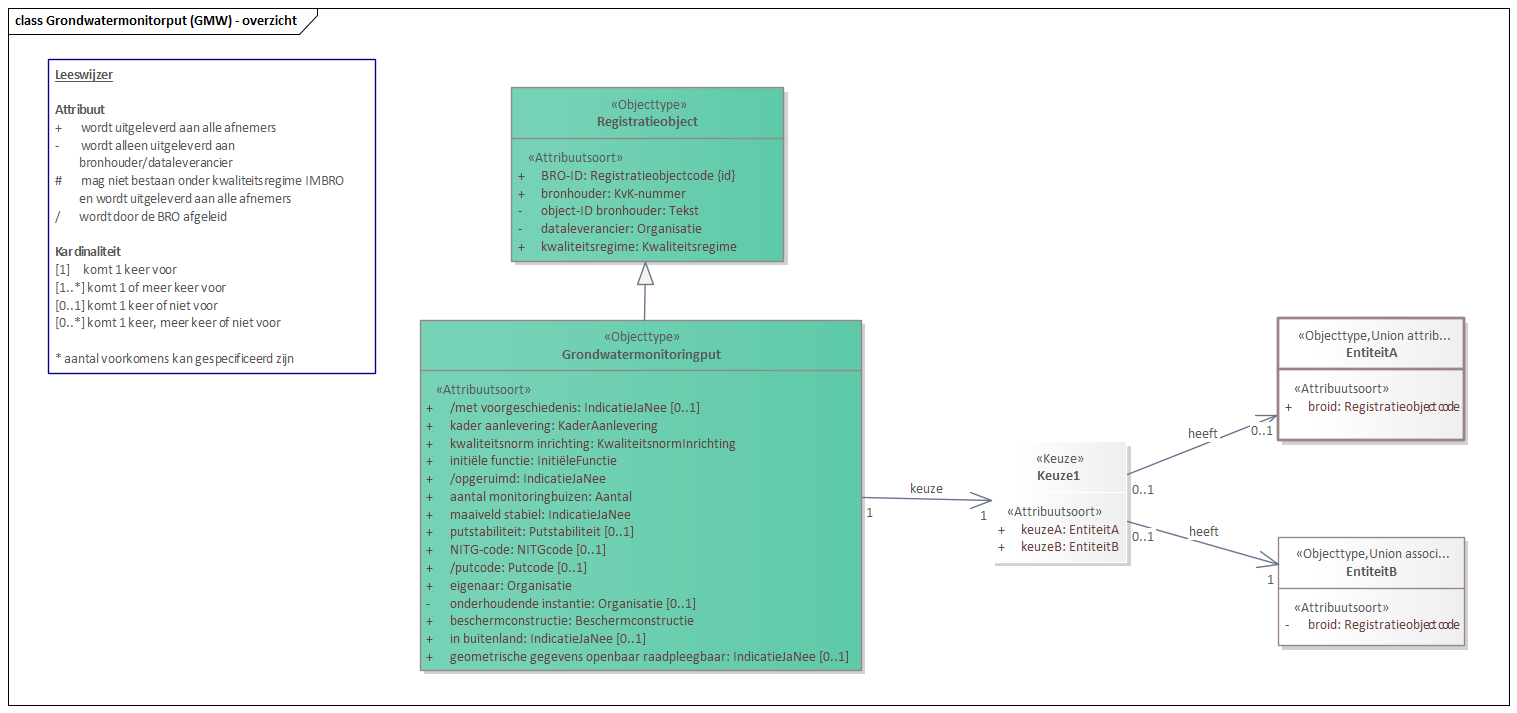 class Grondwatermonitorput (GMW) - overzicht
Leeswijzer
Attribuut
+ wordt uitgeleverd aan alle afnemers
- wordt alleen uitgeleverd aan
bronhouder/dataleverancier
# mag niet bestaan onder kwaliteitsregime IMBRO
en wordt uitgeleverd aan alle afnemers
/ wordt door de BRO afgeleid
Kardinaliteit
[1] komt 1 keer voor
[1..*] komt 1 of meer keer voor
[0..1] komt 1 keer of niet voor
[0..*] komt 1 keer, meer keer of niet voor
* aantal voorkomens kan gespecificeerd zijn
«Objecttype»
Registratieobject
«Attribuutsoort»
+ BRO-ID: Registratieobjectcode {id}
+ bronhouder: KvK-nummer
- object-ID bronhouder: Tekst
- dataleverancier: Organisatie
+ kwaliteitsregime: Kwaliteitsregime
«Objecttype»
Grondwatermonitoringput
«Attribuutsoort»
+ /met voorgeschiedenis: IndicatieJaNee [0..1]
+ kader aanlevering: KaderAanlevering
+ kwaliteitsnorm inrichting: KwaliteitsnormInrichting
+ initiële functie: InitiëleFunctie
+ /opgeruimd: IndicatieJaNee
+ aantal monitoringbuizen: Aantal
+ maaiveld stabiel: IndicatieJaNee
+ putstabiliteit: Putstabiliteit [0..1]
+ NITG-code: NITGcode [0..1]
+ /putcode: Putcode [0..1]
+ eigenaar: Organisatie
- onderhoudende instantie: Organisatie [0..1]
+ beschermconstructie: Beschermconstructie
+ in buitenland: IndicatieJaNee [0..1]
+ geometrische gegevens openbaar raadpleegbaar: IndicatieJaNee [0..1]
keuze
1
1
«Keuze»
Keuze1
«Attribuutsoort»
+ keuzeA: EntiteitA
+ keuzeB: EntiteitB
heeft
0..1
0..1
heeft
0..1
1
«Objecttype,Union attrib...
EntiteitA
«Attribuutsoort»
+ broid: Registratieobjectcode
«Objecttype,Union associ...
EntiteitB
«Attribuutsoort»
- broid: Registratieobjectcode